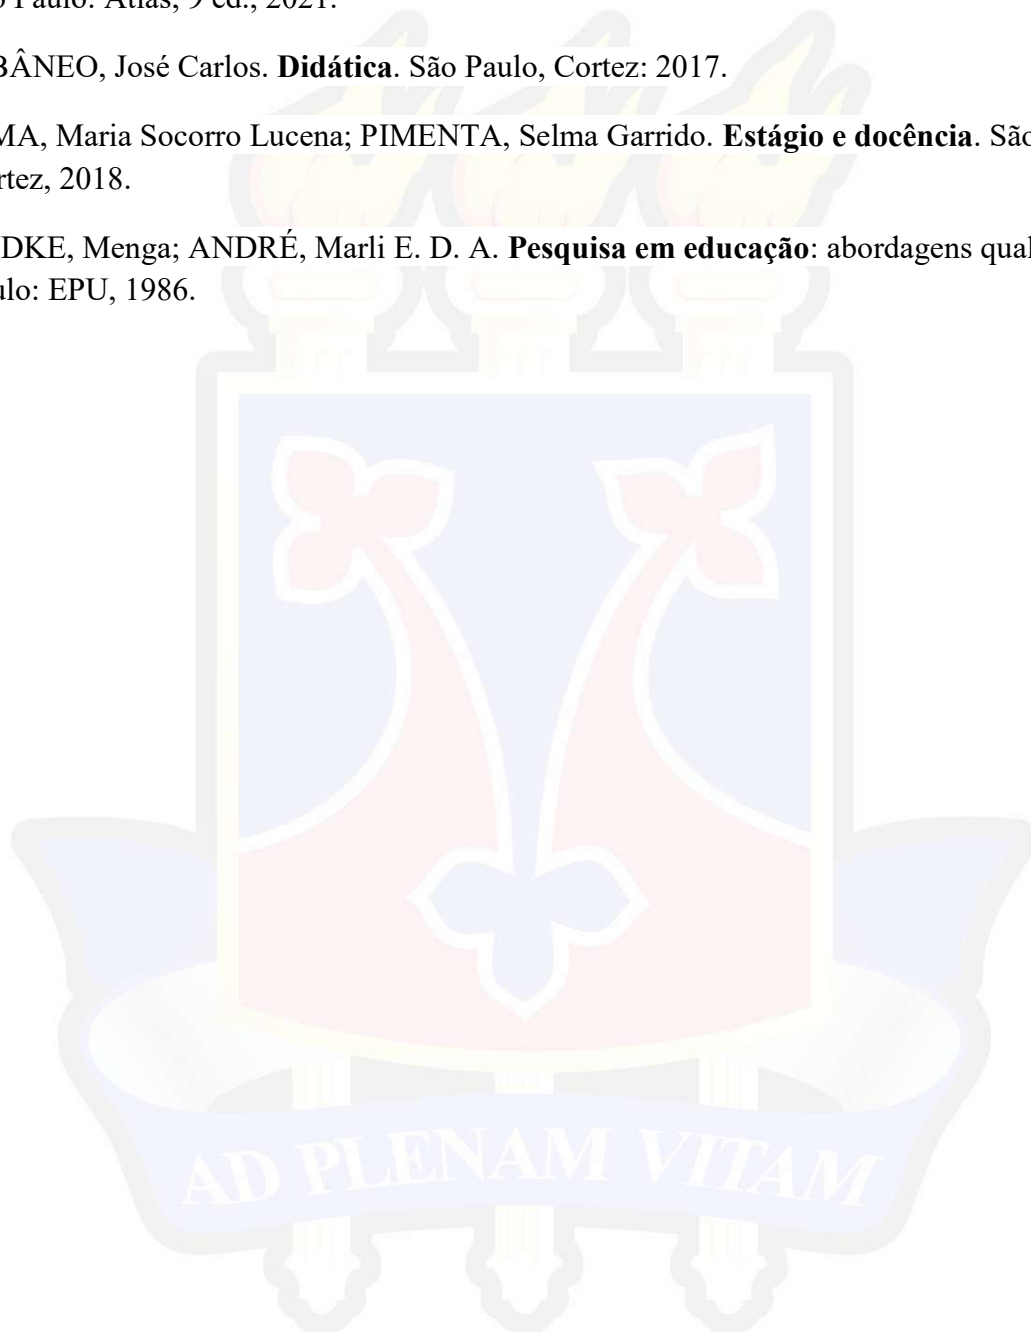 o Paulo: Atlas, 9 ed., 2021.
BÂNEO, José Carlos. Didática. São Paulo, Cortez: 2017.
MA, Maria Socorro Lucena; PIMENTA, Selma Garrido. Estágio e docência. São
rtez, 2018.
DKE, Menga; ANDRÉ, Marli E. D. A. Pesquisa em educação: abordagens qual
ulo: EPU, 1986.
AD PLENAM VITAM